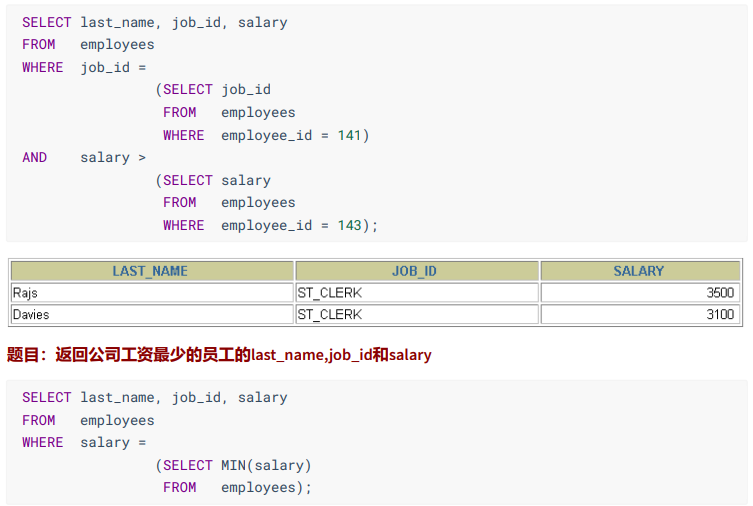 SELECT last_name, job_id, salary
FROM employees
WHERE job_id =
(SELECT job_id
FROM employees
WHERE employee_id = 141)
AND salary >
(SELECT salary
FROM employees
WHERE employee_id = 143);
LAST_NAME JOB_ID SALARY
Rajs ST_CLERK 3500
Davies ST_CLERK 3100
题目：返回公司工资最少的员工的last_name,job_id和salary
SELECT last_name, job_id, salary
FROM employees
WHERE salary =
(SELECT MIN(salary)
FROM employees);